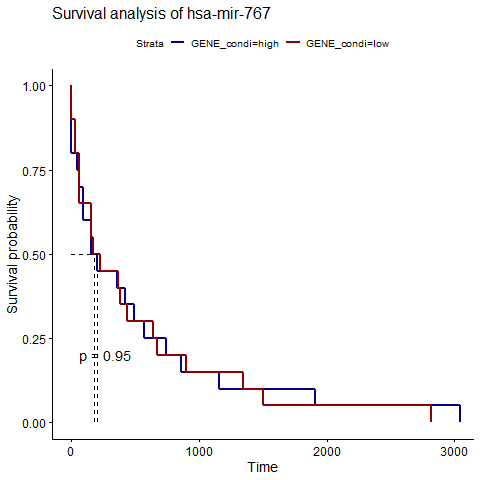 Survival analysis of hsa-mir-767
Strata GENE_condi=high GENE_condi=low
Survival probability
1.00
0.75
0.50
0.25
0.00
p = 0.95
0 1000 2000 3000
Time